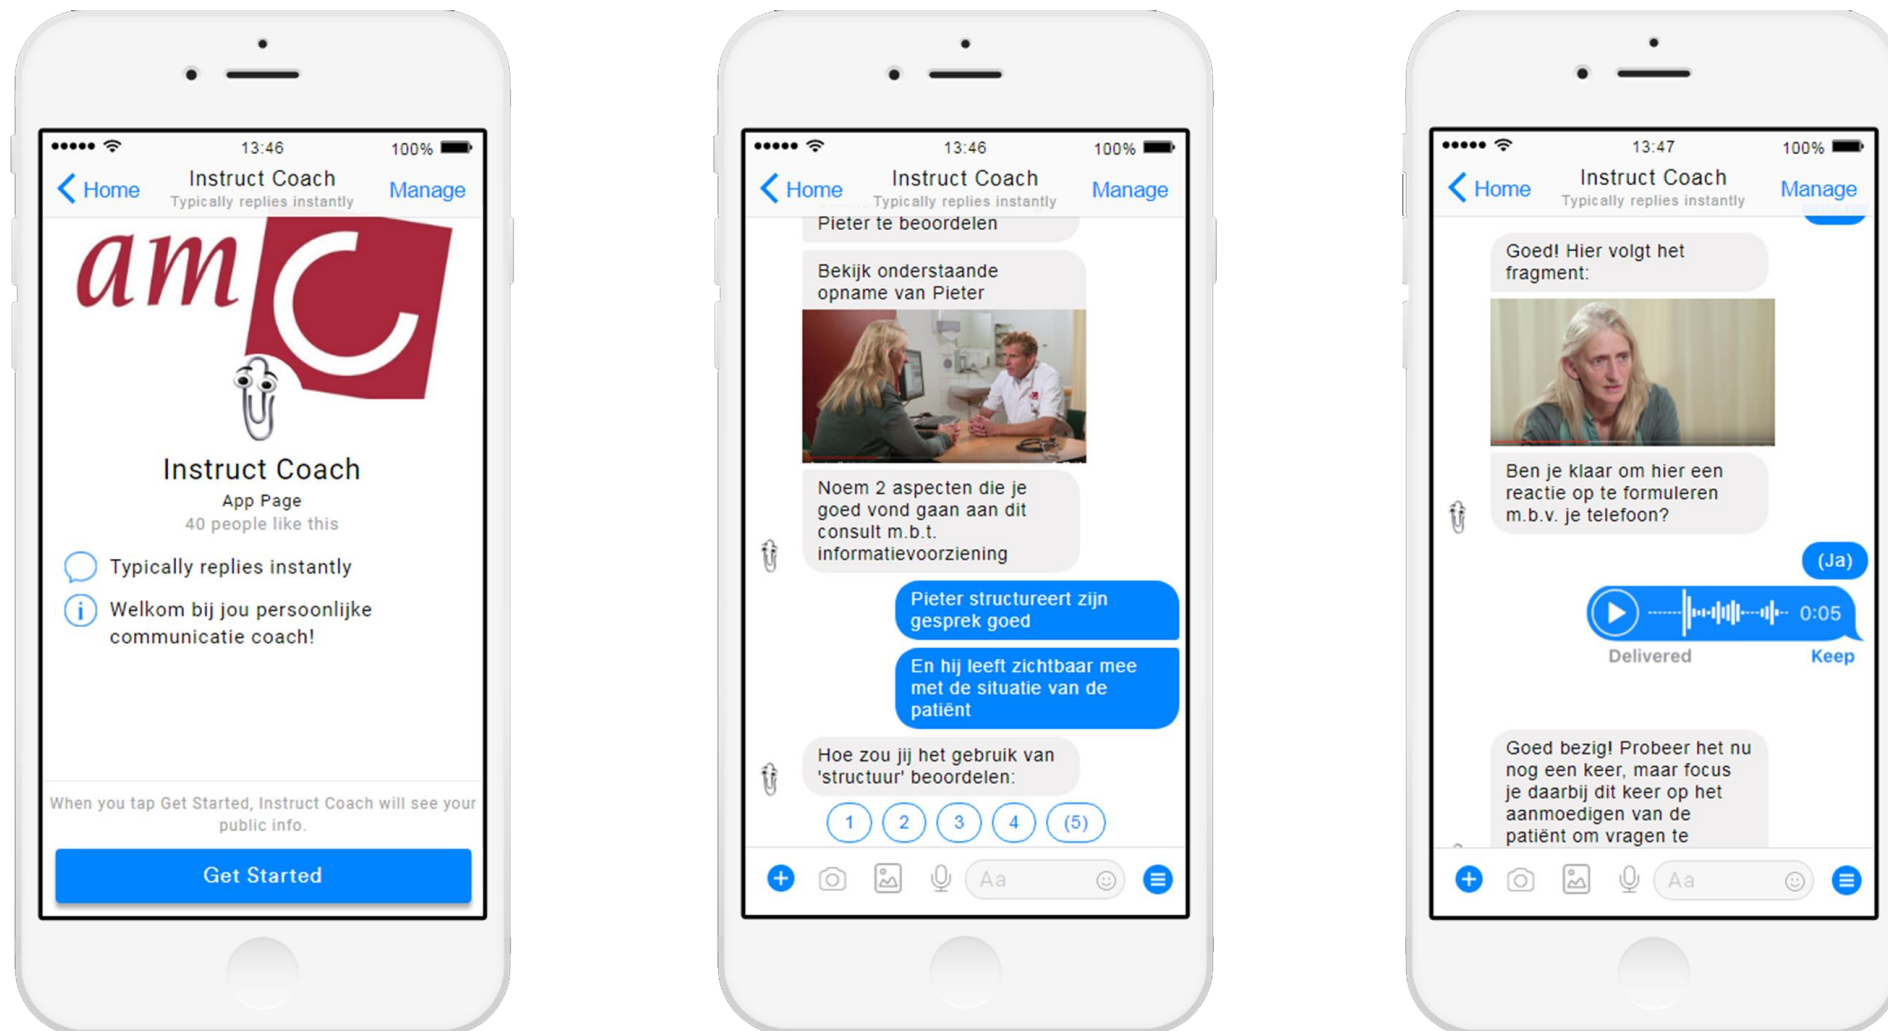 13:46
100%
Home
Instruct Coach
Manage
Typically replies instantly
amc
Instruct Coach
App Page
40 people like this
Typically replies instantly
i
Welkom bij jou persoonlijke
communicatie coach!
When you tap Get Started, Instruct Coach will see your
public info.
Get Started
13:46
100%
Home
Instruct Coach
Manage
Typically replies instantly
Pieter te beoordelen
Bekijk onderstaande
opname van Pieter
Noem 2 aspecten die je
goed vond gaan aan dit
consult m.b.t.
informatievoorziening
Pieter structureert zijn
gesprek goed
En hij leeft zichtbaar mee
met de situatie van de
patiënt
Hoe zou jij het gebruik van
'structuur' beoordelen:
1 2 3 4 (5)
Aa
13:47
100%
Home
Instruct Coach
Manage
Typically replies instantly
Goed! Hier volgt het
fragment:
Ben je klaar om hier een
reactie op te formuleren
m.b.v. je telefoon?
(Ja)
0:05
Delivered
Keep
Goed bezig! Probeer het nu
nog een keer, maar focus
je daarbij dit keer op het
aanmoedigen van de
patiënt om vragen te
Aa